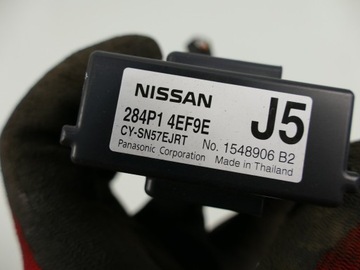 NISSAN
J5
284P1 4EF9E
CY-SN57EJRT No. 1548906 B2
Panasonic Corporation Made in Thailand